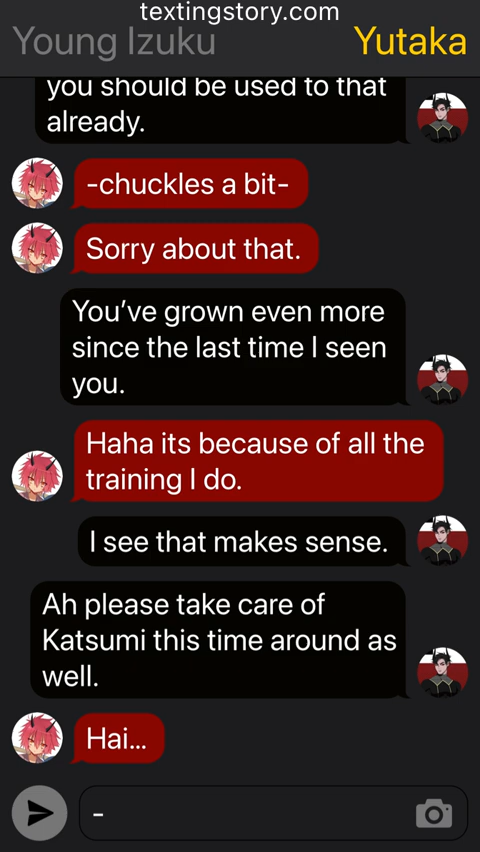 textingstory.com
Young Izuku
Yutaka
you should be used to that
already.
-chuckles a bit-
Sorry about that.
You’ve grown even more
since the last time I seen
you.
Haha its because of all the
training I do.
I see that makes sense.
Ah please take care of
Katsumi this time around as
well.
Hai...
-